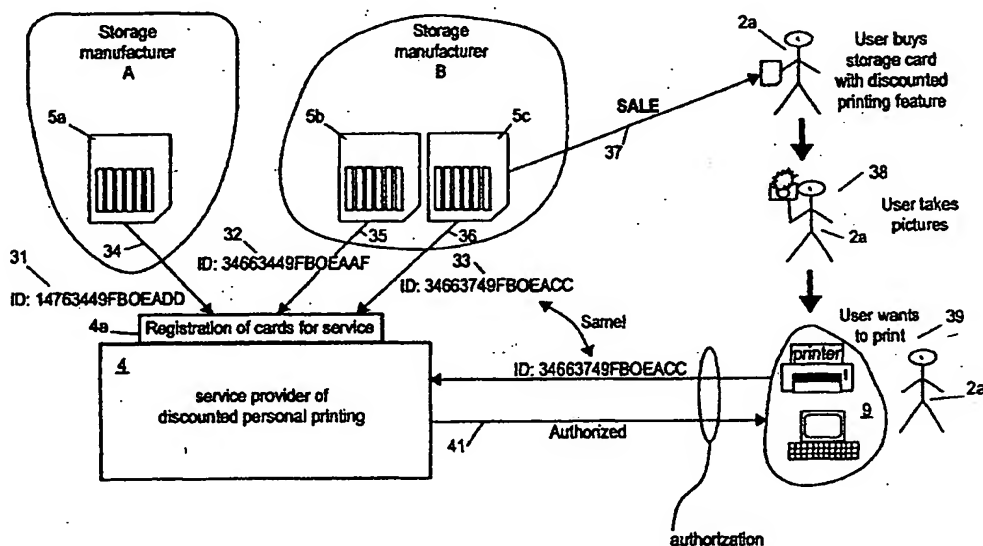 Storage
manufacturer
A
5a
Storage
manufacturer
B
5b
5c
SALE
37
2a
User buys
storage card
with discounted
printing feature
38
User takes
pictures
2a
34
35
36
31
ID: 14763449FBOEADD
32
ID: 34663449FBOEAAF
33
ID: 34663749FBOEACC
Same!
4a
Registration of cards for service
4
service provider of
discounted personal printing
ID: 34663749FBOEACC
41
Authorized
authorization
User wants
to print
39
printer
9
2a